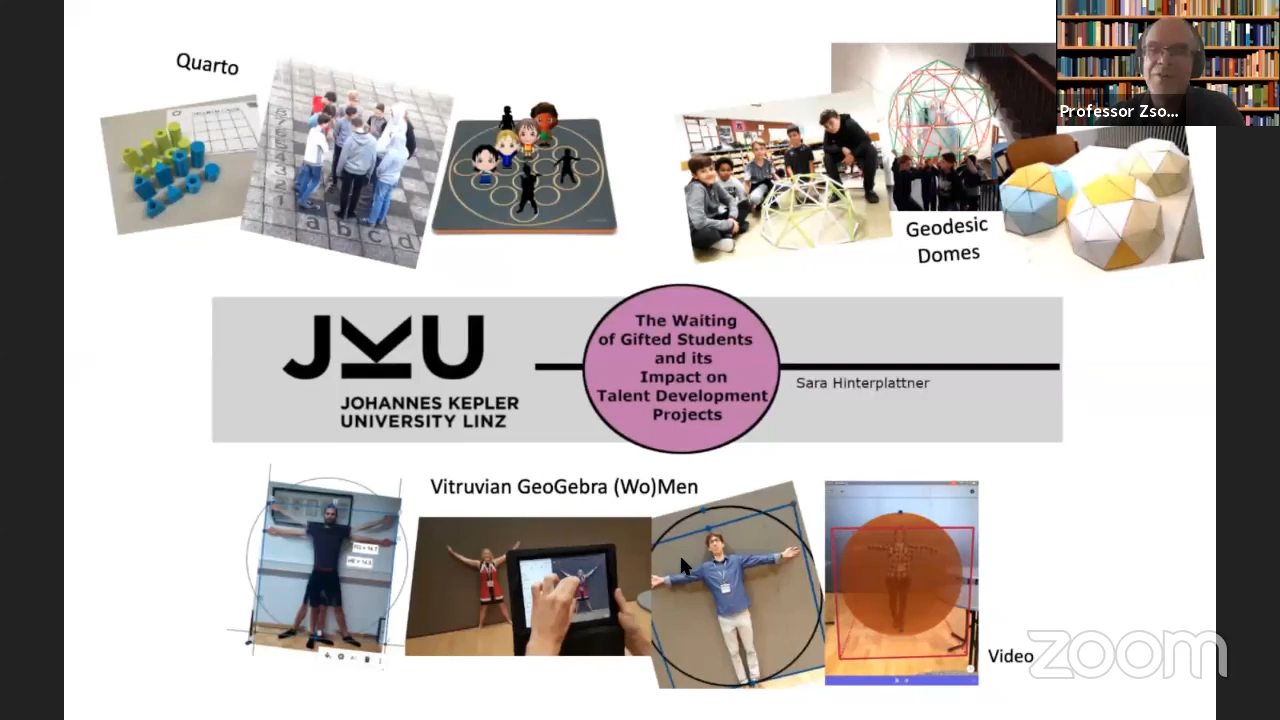 Quarto
Professor Zso...
Geodesic
Domes
a b c d
JKU
JOHANNES KEPLER
UNIVERSITY LINZ
The Waiting
of Gifted Students
and its
Impact on
Talent Development
Projects
Sara Hinterplattner
Vitruvian GeoGebra (Wo)Men
Video
zoom